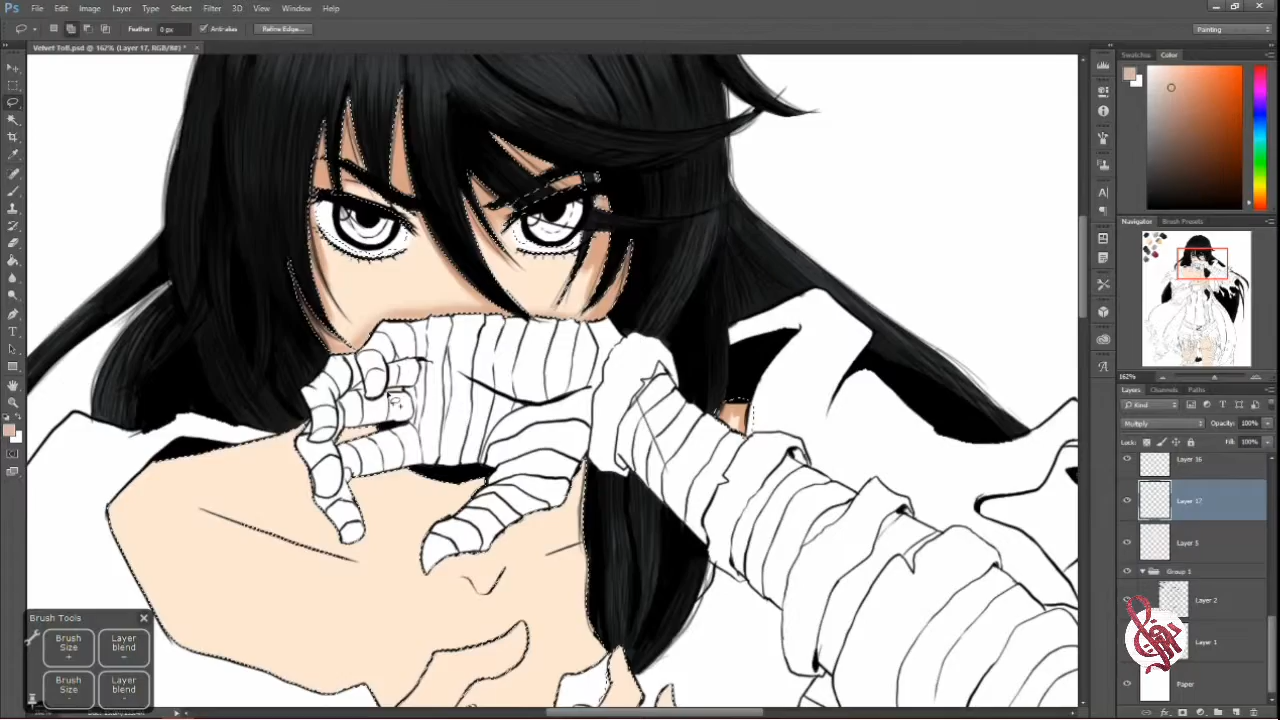 Ps File Edit Image Layer Type Select Filter 3D View Window Help
Feather: 0 px Anti-alias Refine Edge... Painting
Velvet Tofl.psd @ 162% (Layer 17, RGB/8#) *
Swatches Color
Navigator Brush Presets
162%
Layers Channels Paths
Kind
Multiply Opacity: 100%
Lock: Fill: 100%
Layer 16
Layer 17
Layer 5
Group 1
Layer 2
Layer 1
Paper
Brush Tools
Brush Size + Layer blend -
Brush Size - Layer blend